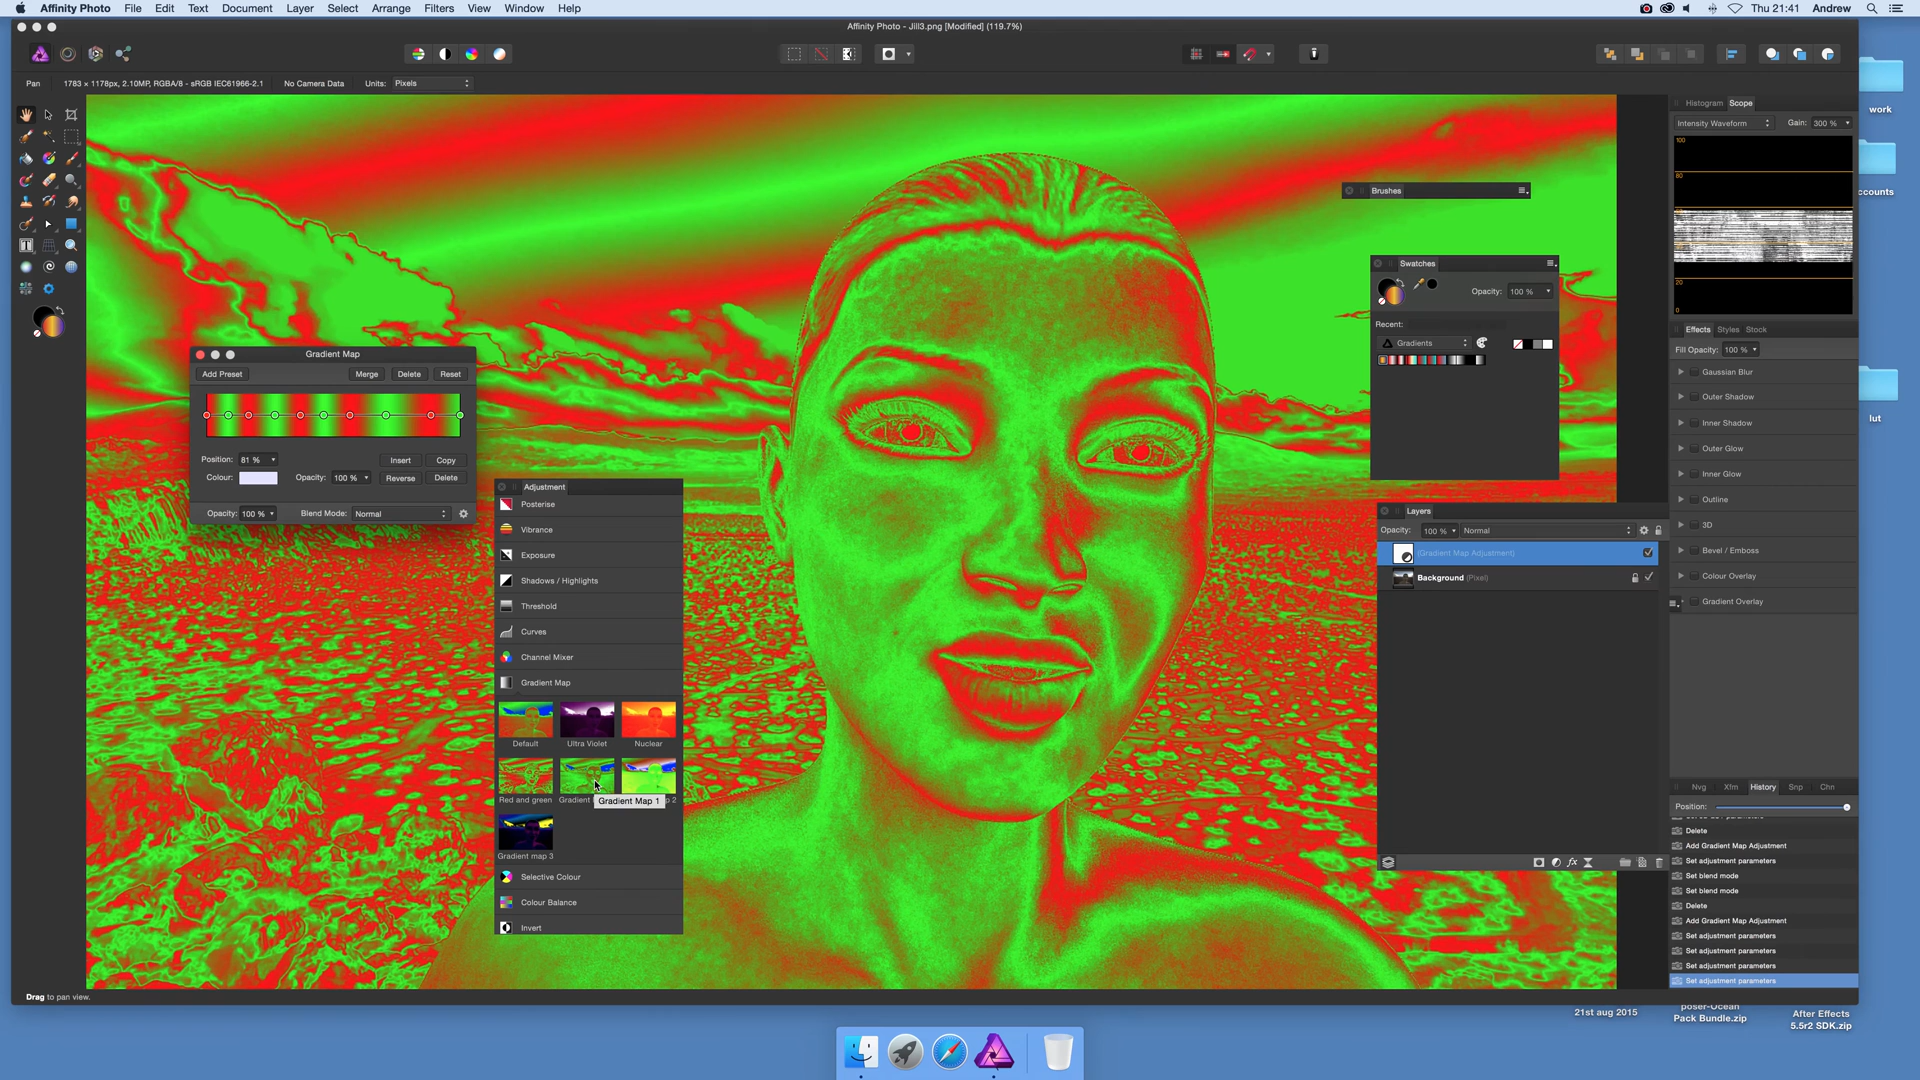 Affinity Photo File Edit Text Document Layer Select Arrange Filters View Window Help Thu 21:41 Andrew
Affinity Photo - Jill3.png [Modified] (119.7%)
Pan 1783 × 1178px, 2.10MP, RGBA/8 - sRGB IEC61966-2.1 No Camera Data Units: Pixels
work
ccounts
lut
Histogram Scope
Intensity Waveform Gain: 300 %
100
80
20
0
Brushes
Swatches
Opacity: 100 %
Recent:
Gradients
Effects Styles Stock
Fill Opacity: 100 %
Gaussian Blur
Outer Shadow
Inner Shadow
Outer Glow
Inner Glow
Outline
3D
Bevel / Emboss
Colour Overlay
Gradient Overlay
Gradient Map
Add Preset Merge Delete Reset
Position: 81 % Insert Copy
Colour: Opacity: 100 % Reverse Delete
Opacity: 100 % Blend Mode: Normal
Adjustment
Posterise
Vibrance
Exposure
Shadows / Highlights
Threshold
Curves
Channel Mixer
Gradient Map
Default Ultra Violet Nuclear
Red and green Gradient p 2
Gradient Map 1
Gradient map 3
Selective Colour
Colour Balance
Invert
Layers
Opacity: 100 % Normal
(Gradient Map Adjustment)
Background (Pixel)
Nvg Xfm History Snp Chn
Position:
Delete
Add Gradient Map Adjustment
Set adjustment parameters
Set blend mode
Set blend mode
Delete
Add Gradient Map Adjustment
Set adjustment parameters
Set adjustment parameters
Set adjustment parameters
Set adjustment parameters
Drag to pan view.
21st aug 2015
poser-Ocean
Pack Bundle.zip
After Effects
5.5r2 SDK.zip